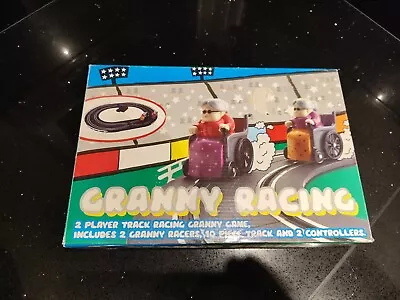 GRANNY RACING
2 PLAYER TRACK RACING GRANNY GAME,
INCLUDES 2 GRANNY RACERS, 10 PIECE TRACK AND 2 CONTROLLERS.